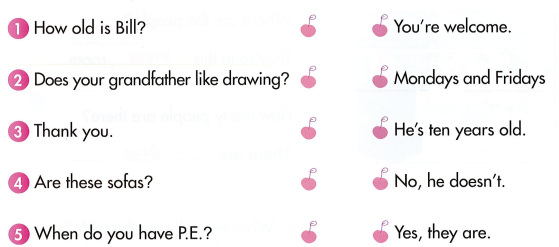 1 How old is Bill? You're welcome.
2 Does your grandfather like drawing? Mondays and Fridays
3 Thank you. He's ten years old.
4 Are these sofas? No, he doesn't.
5 When do you have P.E.? Yes, they are.